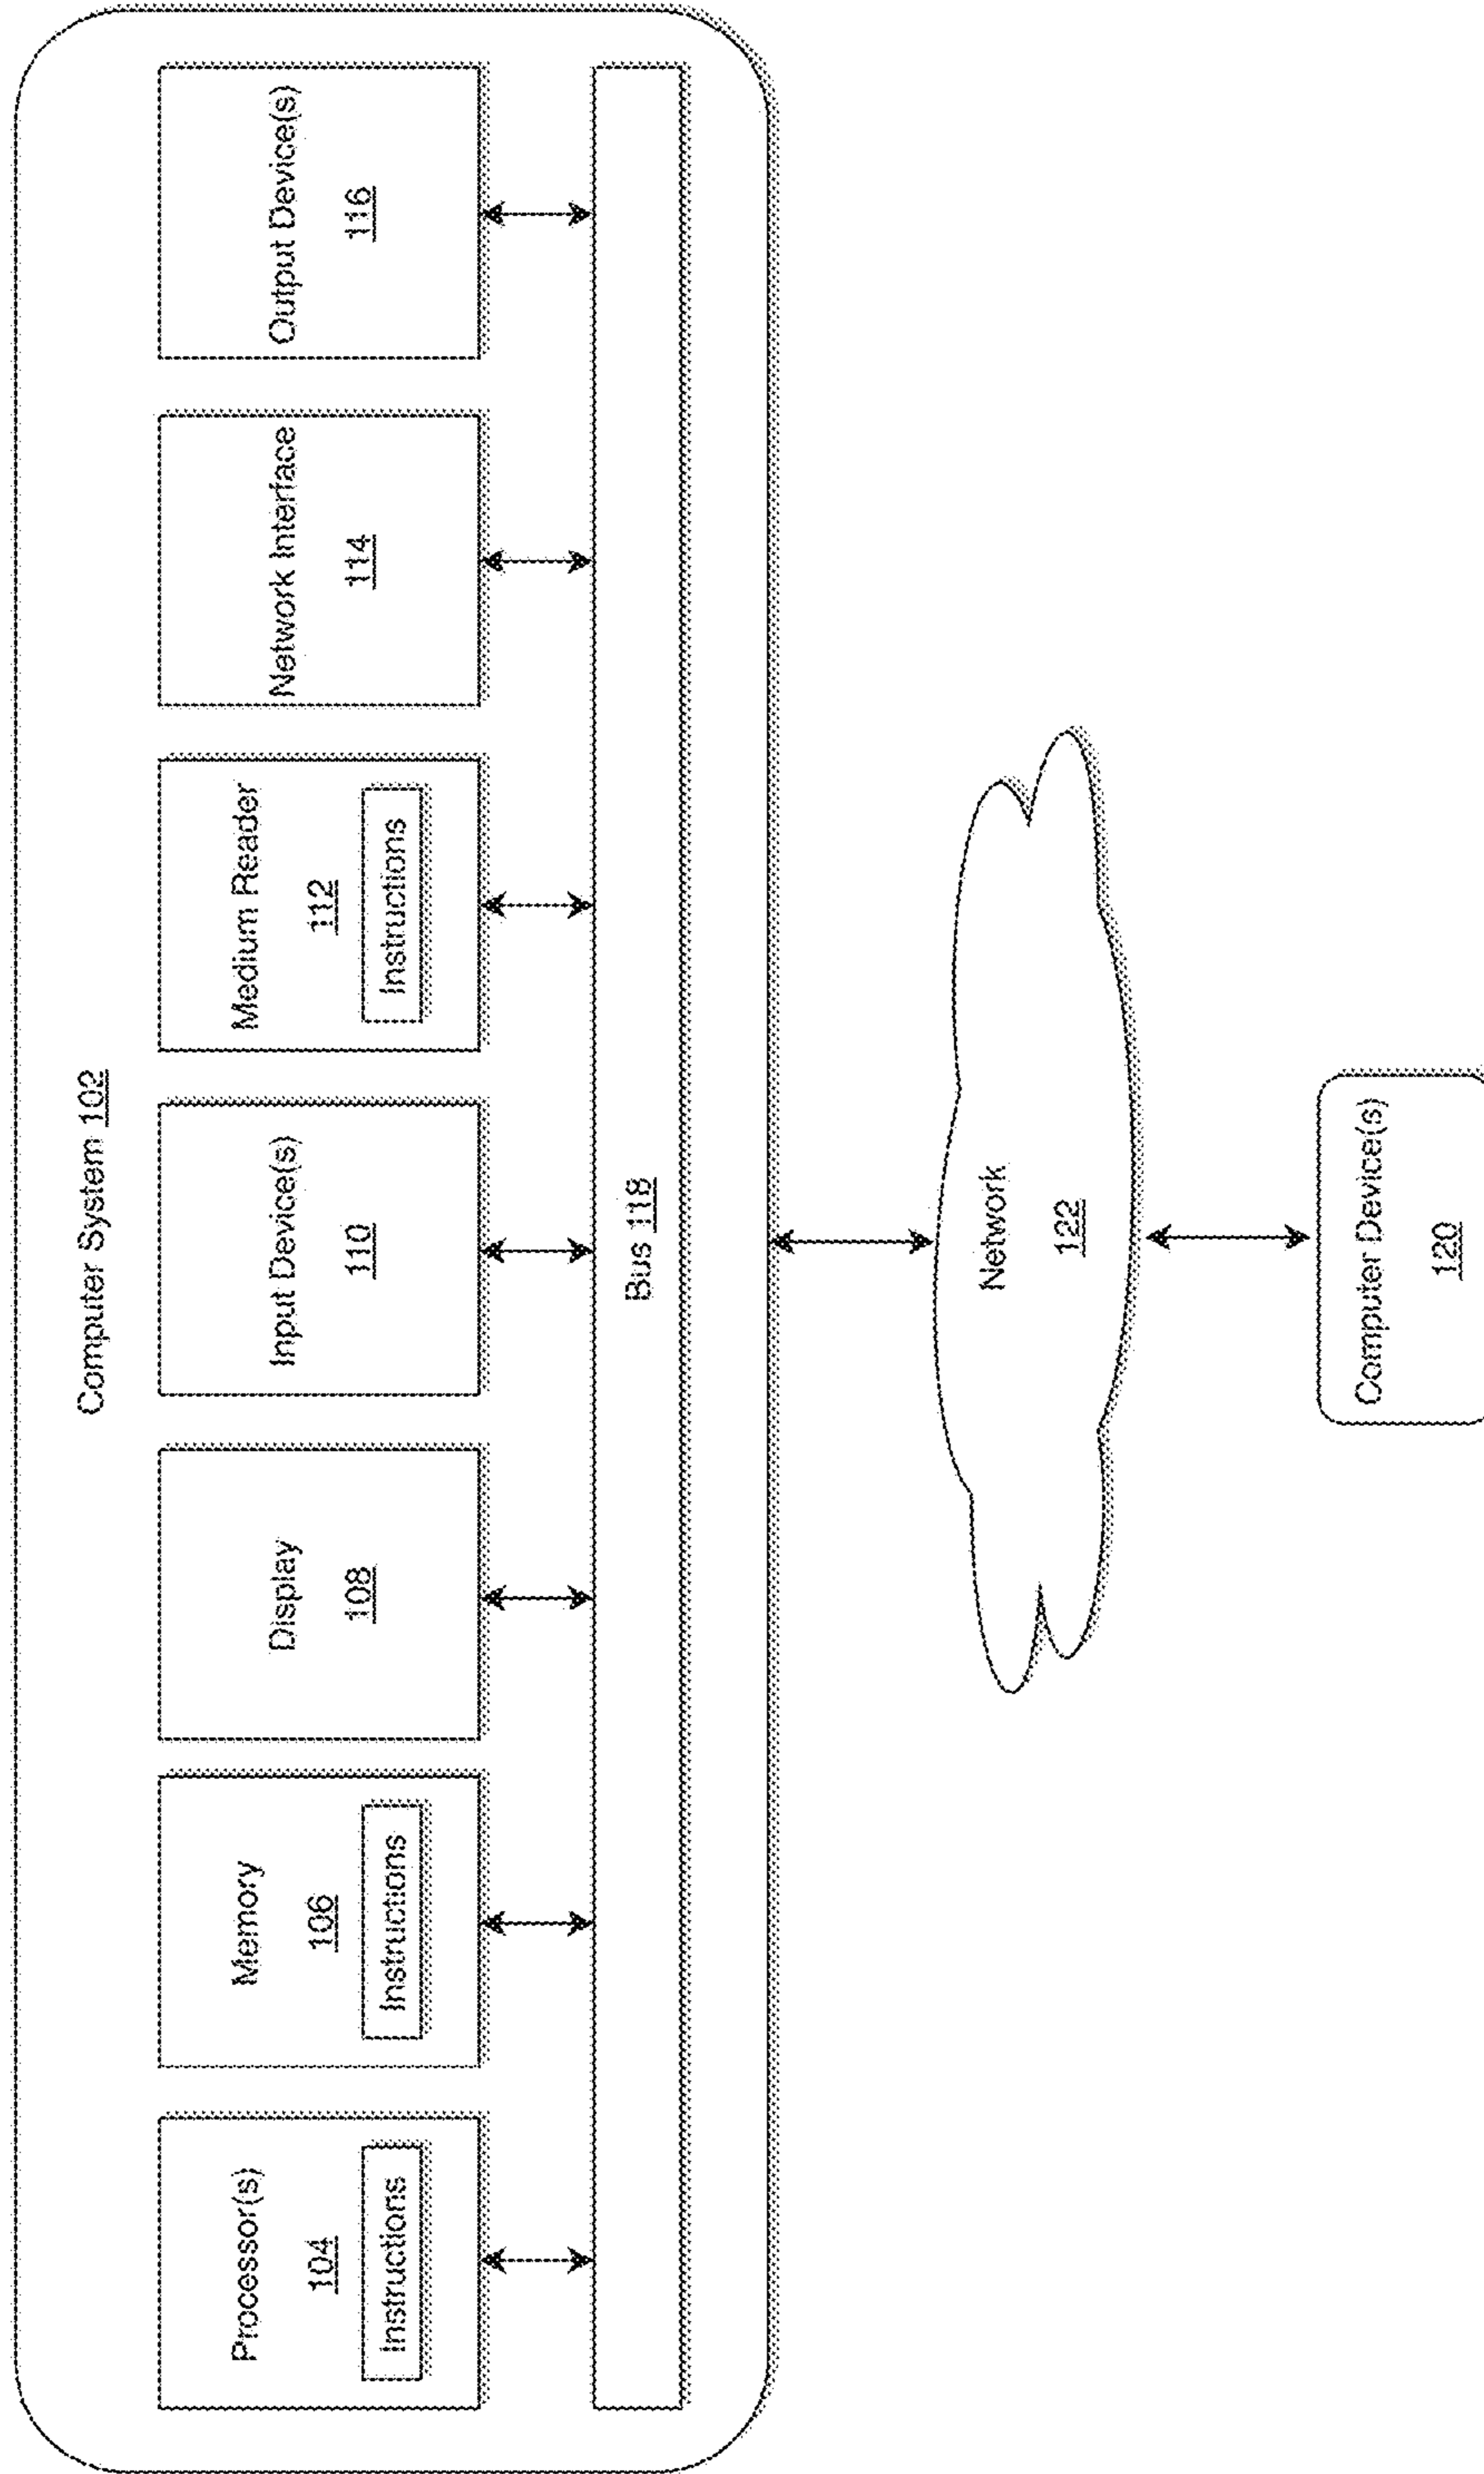 Computer System 102
Processor(s)
104
Instructions
Memory
106
Instructions
Display
108
Input Device(s)
110
Medium Reader
112
Instructions
Network Interface
114
Output Device(s)
116
Bus 118
Network
122
Computer Device(s)
120